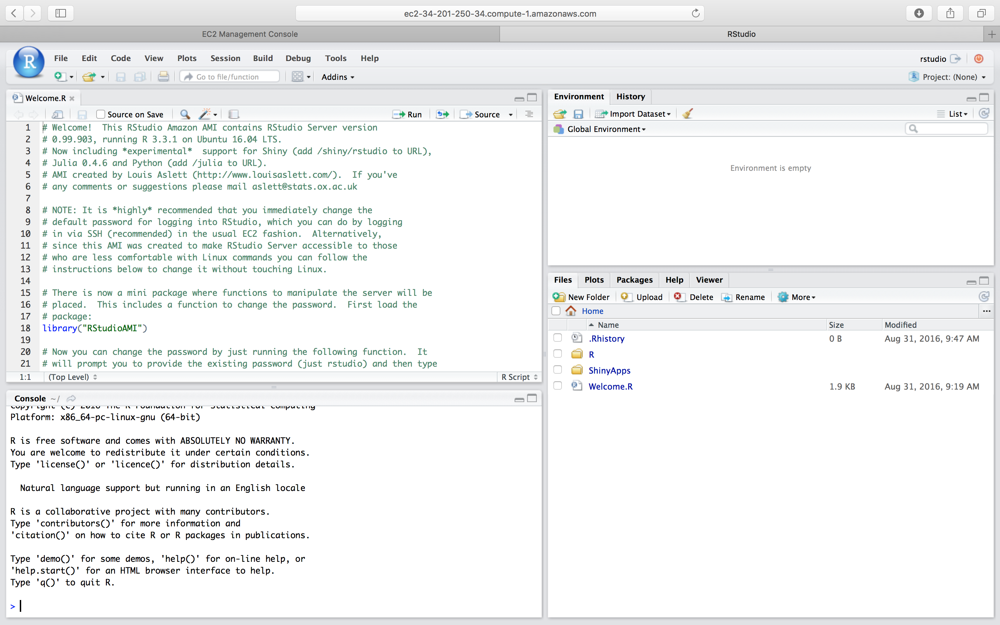 ec2-34-201-250-34.compute-1.amazonaws.com
EC2 Management Console
RStudio
R
File Edit Code View Plots Session Build Debug Tools Help
rstudio
Go to file/function
Addins
Project: (None)
Welcome.R
Source on Save
Run
Source
1 # Welcome!  This RStudio Amazon AMI contains RStudio Server version
2 # 0.99.903, running R 3.3.1 on Ubuntu 16.04 LTS.
3 # Now including *experimental*  support for Shiny (add /shiny/rstudio to URL),
4 # Julia 0.4.6 and Python (add /julia to URL).
5 # AMI created by Louis Aslett (http://www.louisaslett.com/).  If you've
6 # any comments or suggestions please mail aslett@stats.ox.ac.uk
7
8 # NOTE: It is *highly* recommended that you immediately change the
9 # default password for logging into RStudio, which you can do by logging
10 # in via SSH (recommended) in the usual EC2 fashion.  Alternatively,
11 # since this AMI was created to make RStudio Server accessible to those
12 # who are less comfortable with Linux commands you can follow the
13 # instructions below to change it without touching Linux.
14
15 # There is now a mini package where functions to manipulate the server will be
16 # placed.  This includes a function to change the password.  First load the
17 # package:
18 library("RStudioAMI")
19
20 # Now you can change the password by just running the following function.  It
21 # will prompt you to provide the existing password (just rstudio) and then type
1:1 (Top Level) R Script
Console ~/
Copyright (C) 2016 The R Foundation for Statistical Computing
Platform: x86_64-pc-linux-gnu (64-bit)
R is free software and comes with ABSOLUTELY NO WARRANTY.
You are welcome to redistribute it under certain conditions.
Type 'license()' or 'licence()' for distribution details.
Natural language support but running in an English locale
R is a collaborative project with many contributors.
Type 'contributors()' for more information and
'citation()' on how to cite R or R packages in publications.
Type 'demo()' for some demos, 'help()' for on-line help, or
'help.start()' for an HTML browser interface to help.
Type 'q()' to quit R.
>
Environment History
Import Dataset
List
Global Environment
Environment is empty
Files Plots Packages Help Viewer
New Folder Upload Delete Rename More
Home ...
Name Size Modified
.Rhistory 0 B Aug 31, 2016, 9:47 AM
R
ShinyApps
Welcome.R 1.9 KB Aug 31, 2016, 9:19 AM